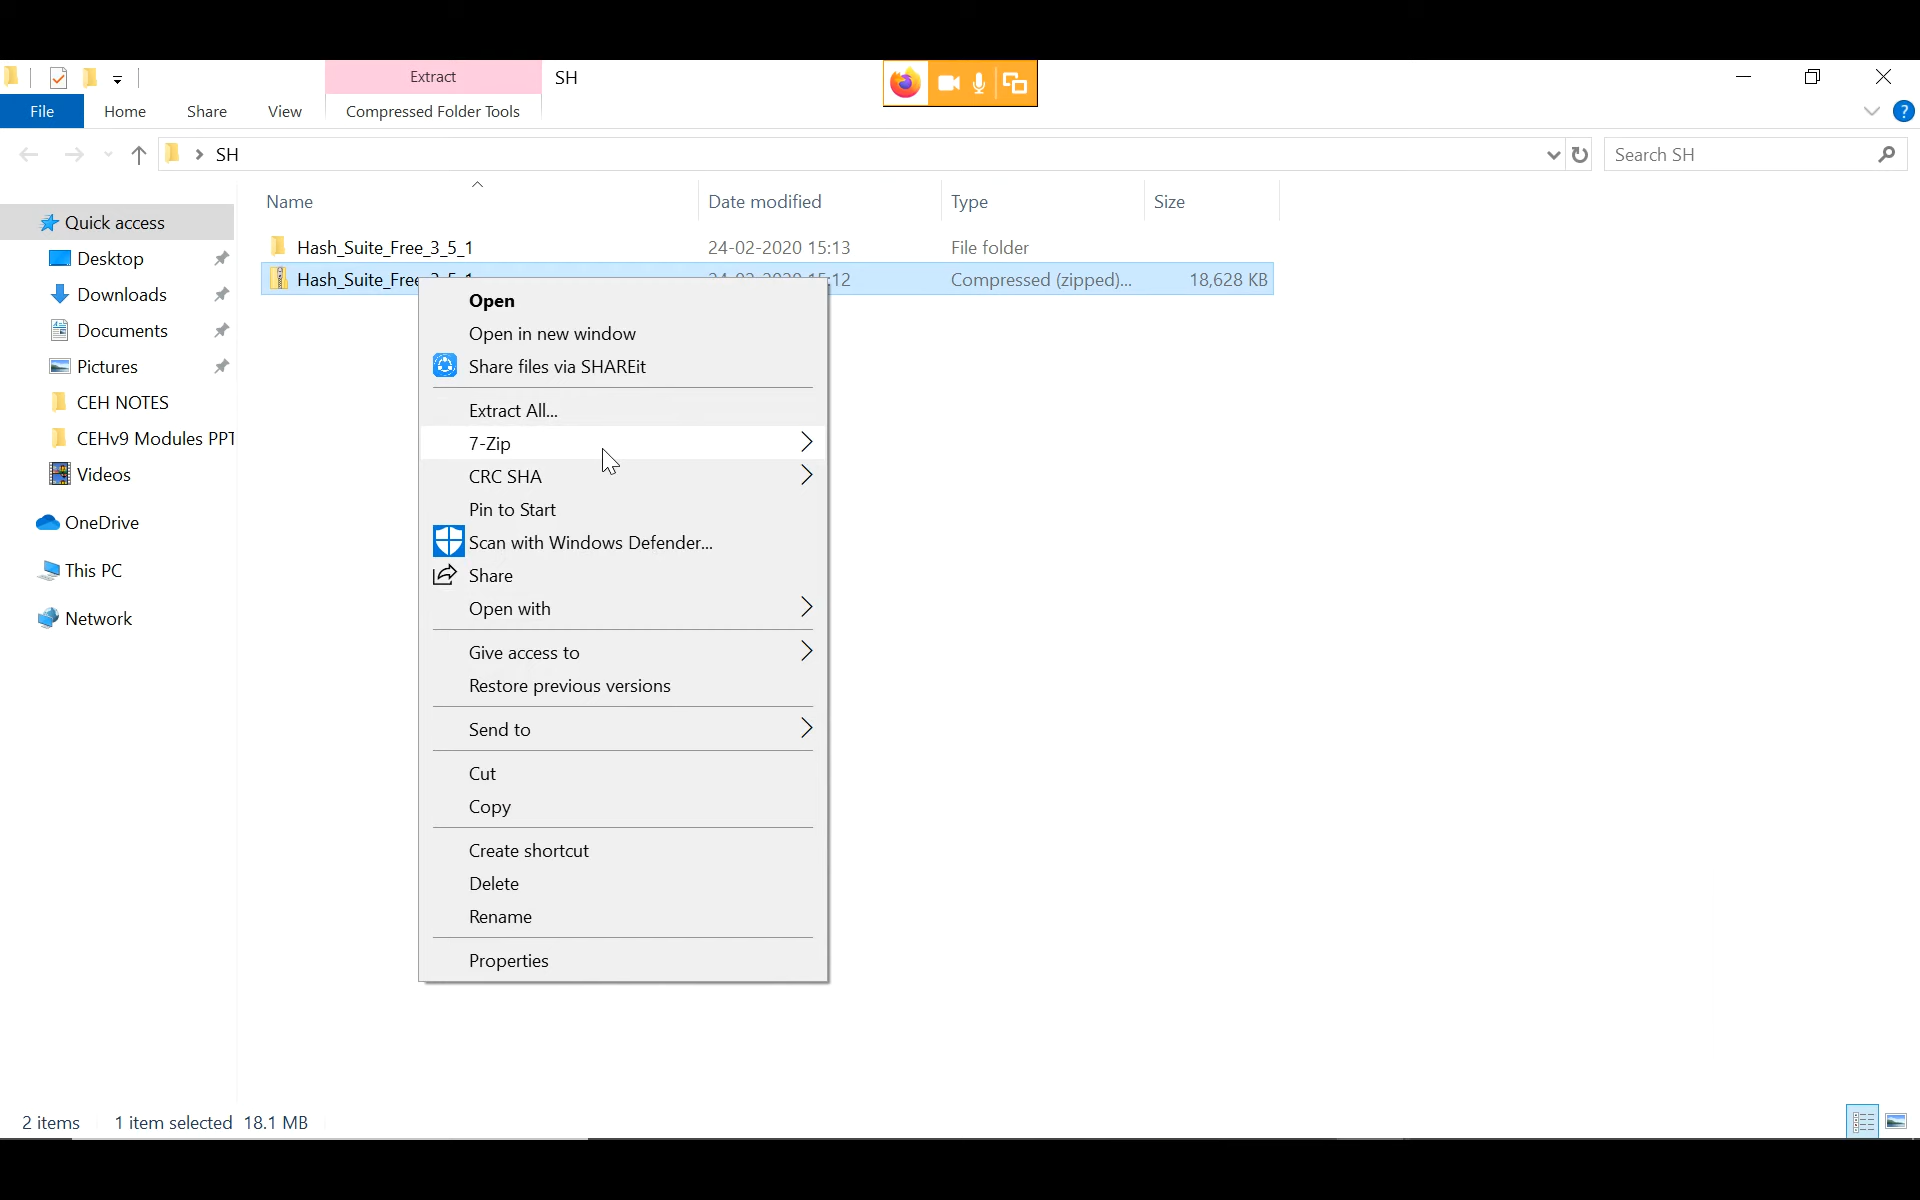 Extract
SH
File
Home
Share
View
Compressed Folder Tools
?
SH
Search SH
Name
Date modified
Type
Size
Quick access
Desktop
Downloads
Documents
Pictures
CEH NOTES
CEHv9 Modules PPT
Videos
OneDrive
This PC
Network
Hash_Suite_Free_3_5_1 24-02-2020 15:13 File folder
Hash_Suite_Free_3_5_1 24-02-2020 15:12 Compressed (zipped)... 18,628 KB
Open
Open in new window
Share files via SHAREit
Extract All...
7-Zip
CRC SHA
Pin to Start
Scan with Windows Defender...
Share
Open with
Give access to
Restore previous versions
Send to
Cut
Copy
Create shortcut
Delete
Rename
Properties
2 items 1 item selected 18.1 MB